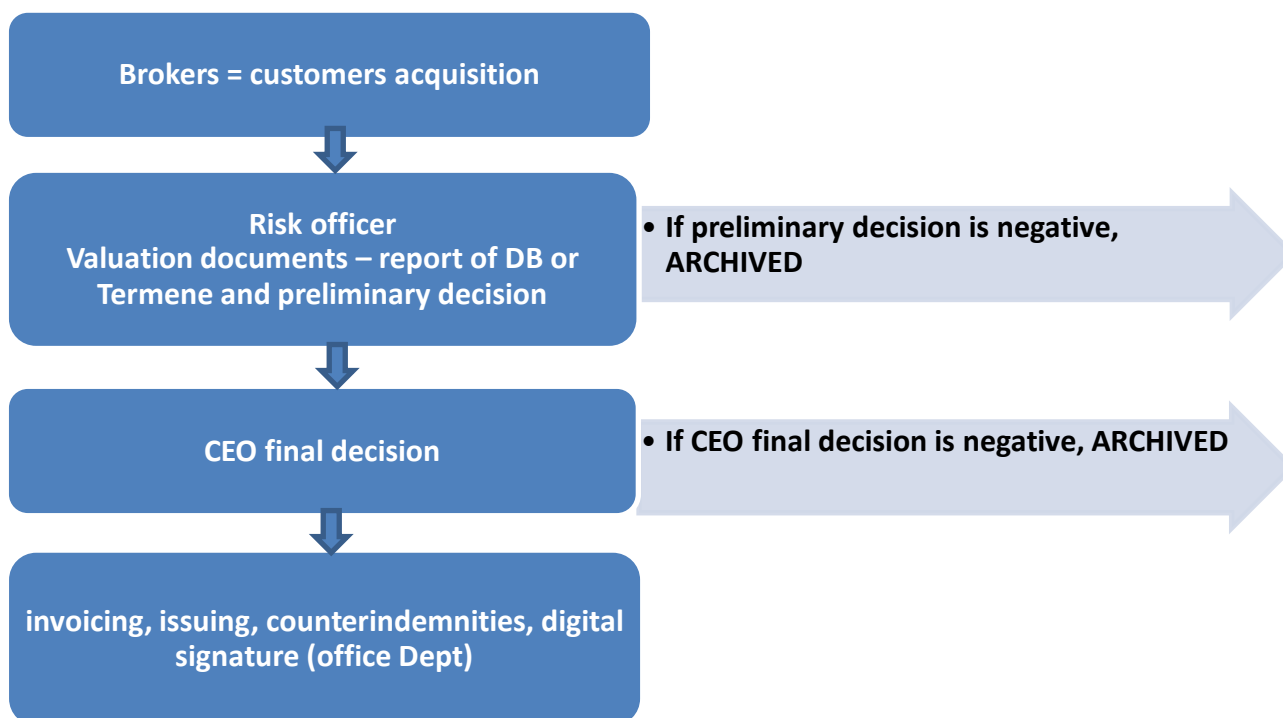 Brokers = customers acquisition
Risk officer
Valuation documents – report of DB or
Termene and preliminary decision
• If preliminary decision is negative,
ARCHIVED
CEO final decision
• If CEO final decision is negative, ARCHIVED
invoicing, issuing, counterindemnities, digital
signature (office Dept)